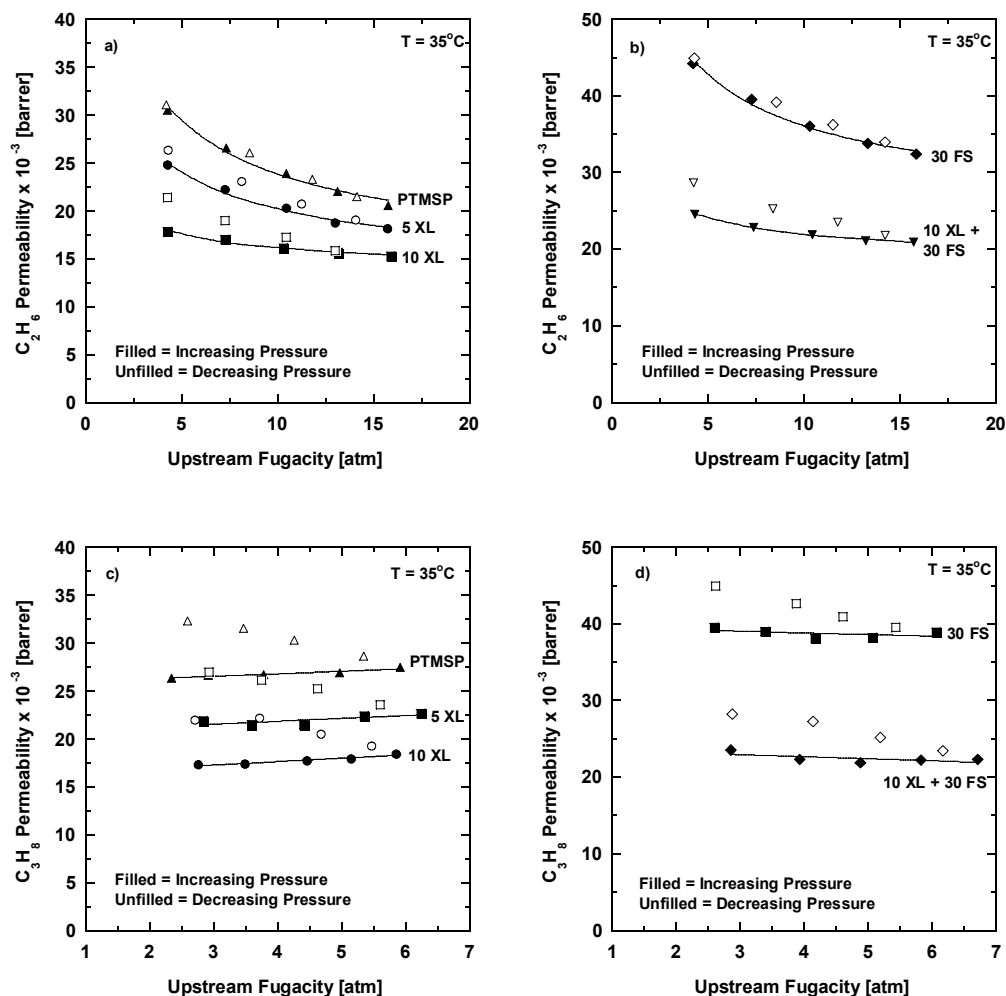 a)
T = 35°C
40
35
30
25
20
15
10
5
0
C₂H₆ Permeability x 10⁻³ [barrer]
PTMSP
5 XL
10 XL
Filled = Increasing Pressure
Unfilled = Decreasing Pressure
0 5 10 15 20
Upstream Fugacity [atm]
b)
T = 35°C
50
40
30
20
10
0
C₂H₆ Permeability x 10⁻³ [barrer]
30 FS
10 XL +
30 FS
Filled = Increasing Pressure
Unfilled = Decreasing Pressure
0 5 10 15 20
Upstream Fugacity [atm]
c)
T = 35°C
40
35
30
25
20
15
10
5
0
C₃H₈ Permeability x 10⁻³ [barrer]
PTMSP
5 XL
10 XL
Filled = Increasing Pressure
Unfilled = Decreasing Pressure
1 2 3 4 5 6 7
Upstream Fugacity [atm]
d)
T = 35°C
50
40
30
20
10
0
C₃H₈ Permeability x 10⁻³ [barrer]
30 FS
10 XL + 30 FS
Filled = Increasing Pressure
Unfilled = Decreasing Pressure
1 2 3 4 5 6 7
Upstream Fugacity [atm]